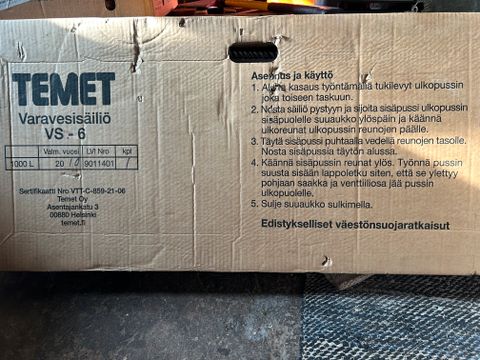 TEMET
Varavesisäiliö
VS - 6
Valm. vuosi LVI Nro kpl
1000 L 20 10 9011401 1
Sertifikaatti Nro VTT-C-859-21-06
Temet Oy
Asentajankatu 3
00880 Helsinki
temet.fi
Asennus ja käyttö
1. Aloita kasaus työntämällä tukilevyt ulkopussin
joka toiseen taskuun.
2. Nosta säiliö pystyyn ja sijoita sisäpussi ulkopussin
sisäpuolelle suuaukko ylöspäin ja käännä
ulkoreunat ulkopussin reunojen päälle.
3. Täytä sisäpussi puhtaalla vedellä reunojen tasolle.
Nosta sisäpussia täytön alussa.
4. Käännä sisäpussin reunat ylös. Työnnä pussin
suusta sisään lappoletku siten, että se ylettyy
pohjaan saakka ja venttiiliosa jää pussin
ulkopuolelle.
5. Sulje suuaukko sulkimella.
Edistykselliset väestönsuojaratkaisut